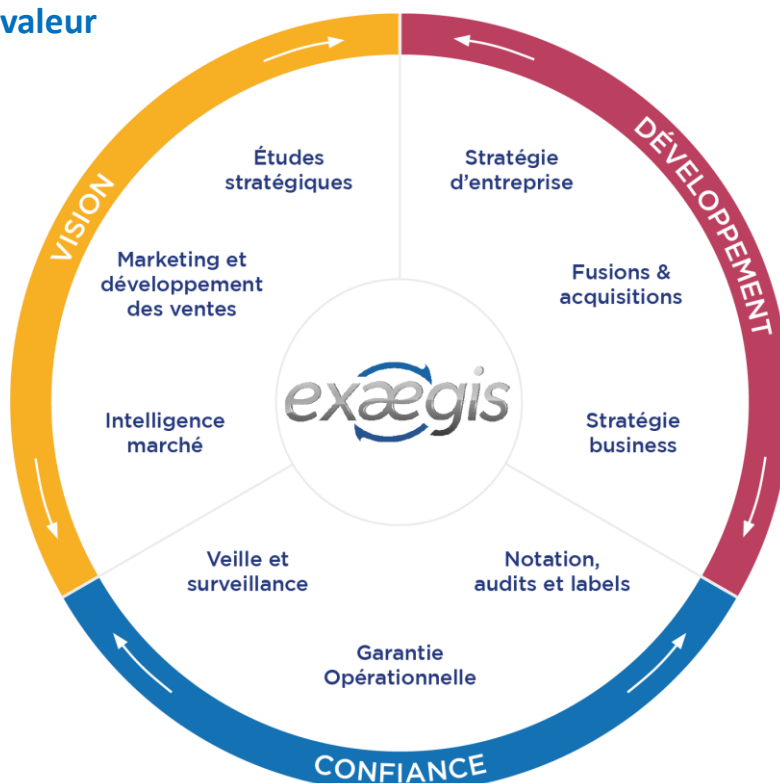 valeur
VISION
DÉVELOPPEMENT
Études
stratégiques
Stratégie
d'entreprise
Marketing et
développement
des ventes
Fusions &
acquisitions
exægis
Intelligence
marché
Stratégie
business
Veille et
surveillance
Notation,
audits et labels
Garantie
Opérationnelle
CONFIANCE